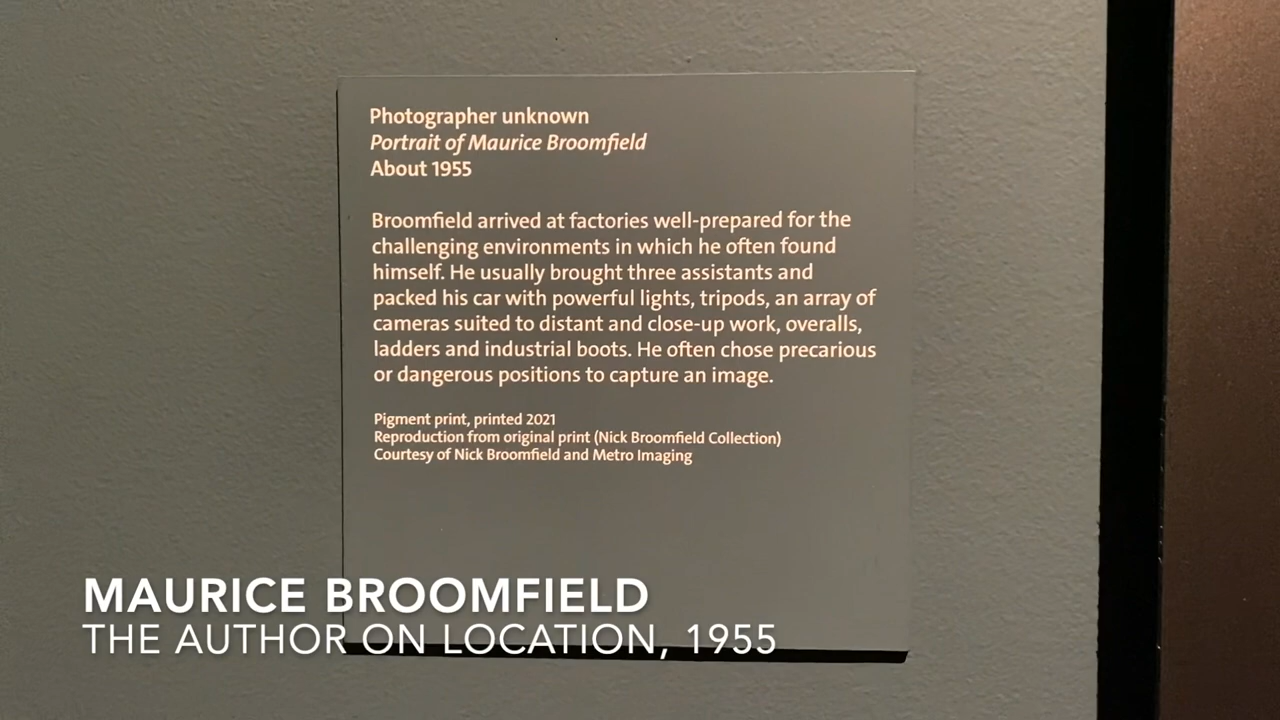 Photographer unknown
Portrait of Maurice Broomfield
About 1955
Broomfield arrived at factories well-prepared for the
challenging environments in which he often found
himself. He usually brought three assistants and
packed his car with powerful lights, tripods, an array of
cameras suited to distant and close-up work, overalls,
ladders and industrial boots. He often chose precarious
or dangerous positions to capture an image.
Pigment print, printed 2021
Reproduction from original print (Nick Broomfield Collection)
Courtesy of Nick Broomfield and Metro Imaging
MAURICE BROOMFIELD
THE AUTHOR ON LOCATION, 1955